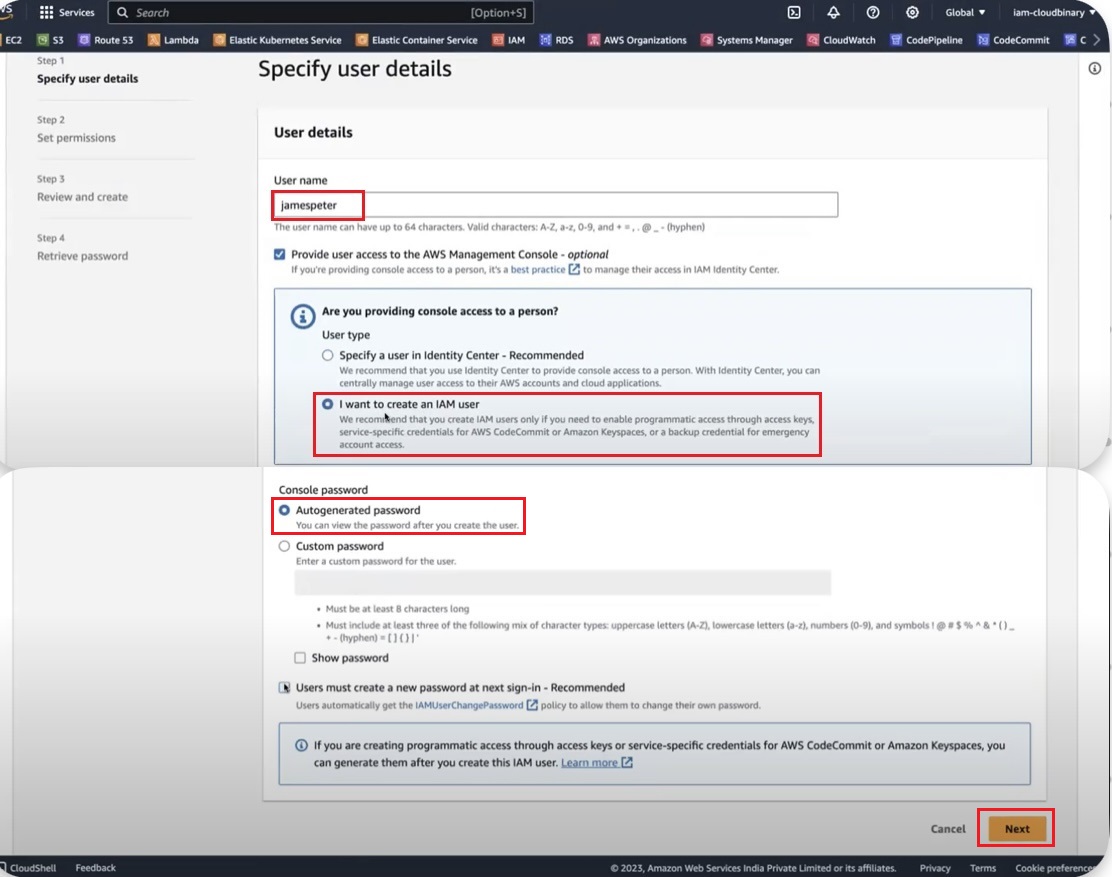 Services
Search
[Option+S]
Global
iam-cloudbinary
EC2
S3
Route 53
Lambda
Elastic Kubernetes Service
Elastic Container Service
IAM
RDS
AWS Organizations
Systems Manager
CloudWatch
CodePipeline
CodeCommit
C
Step 1
Specify user details
Step 2
Set permissions
Step 3
Review and create
Step 4
Retrieve password
Specify user details
User details
User name
jamespeter
The user name can have up to 64 characters. Valid characters: A-Z, a-z, 0-9, and + = , . @ _ - (hyphen)
Provide user access to the AWS Management Console - optional
If you're providing console access to a person, it's a best practice to manage their access in IAM Identity Center.
Are you providing console access to a person?
User type
Specify a user in Identity Center - Recommended
We recommend that you use Identity Center to provide console access to a person. With Identity Center, you can
centrally manage user access to their AWS accounts and cloud applications.
I want to create an IAM user
We recommend that you create IAM users only if you need to enable programmatic access through access keys,
service-specific credentials for AWS CodeCommit or Amazon Keyspaces, or a backup credential for emergency
account access.
Console password
Autogenerated password
You can view the password after you create the user.
Custom password
Enter a custom password for the user.
• Must be at least 8 characters long
• Must include at least three of the following mix of character types: uppercase letters (A-Z), lowercase letters (a-z), numbers (0-9), and symbols ! @ # $ % ^ & * ( ) _
+ - (hyphen) = [ ] { } | '
Show password
Users must create a new password at next sign-in - Recommended
Users automatically get the IAMUserChangePassword policy to allow them to change their own password.
If you are creating programmatic access through access keys or service-specific credentials for AWS CodeCommit or Amazon Keyspaces, you
can generate them after you create this IAM user. Learn more
Cancel
Next
CloudShell
Feedback
© 2023, Amazon Web Services India Private Limited or its affiliates.
Privacy
Terms
Cookie preferences